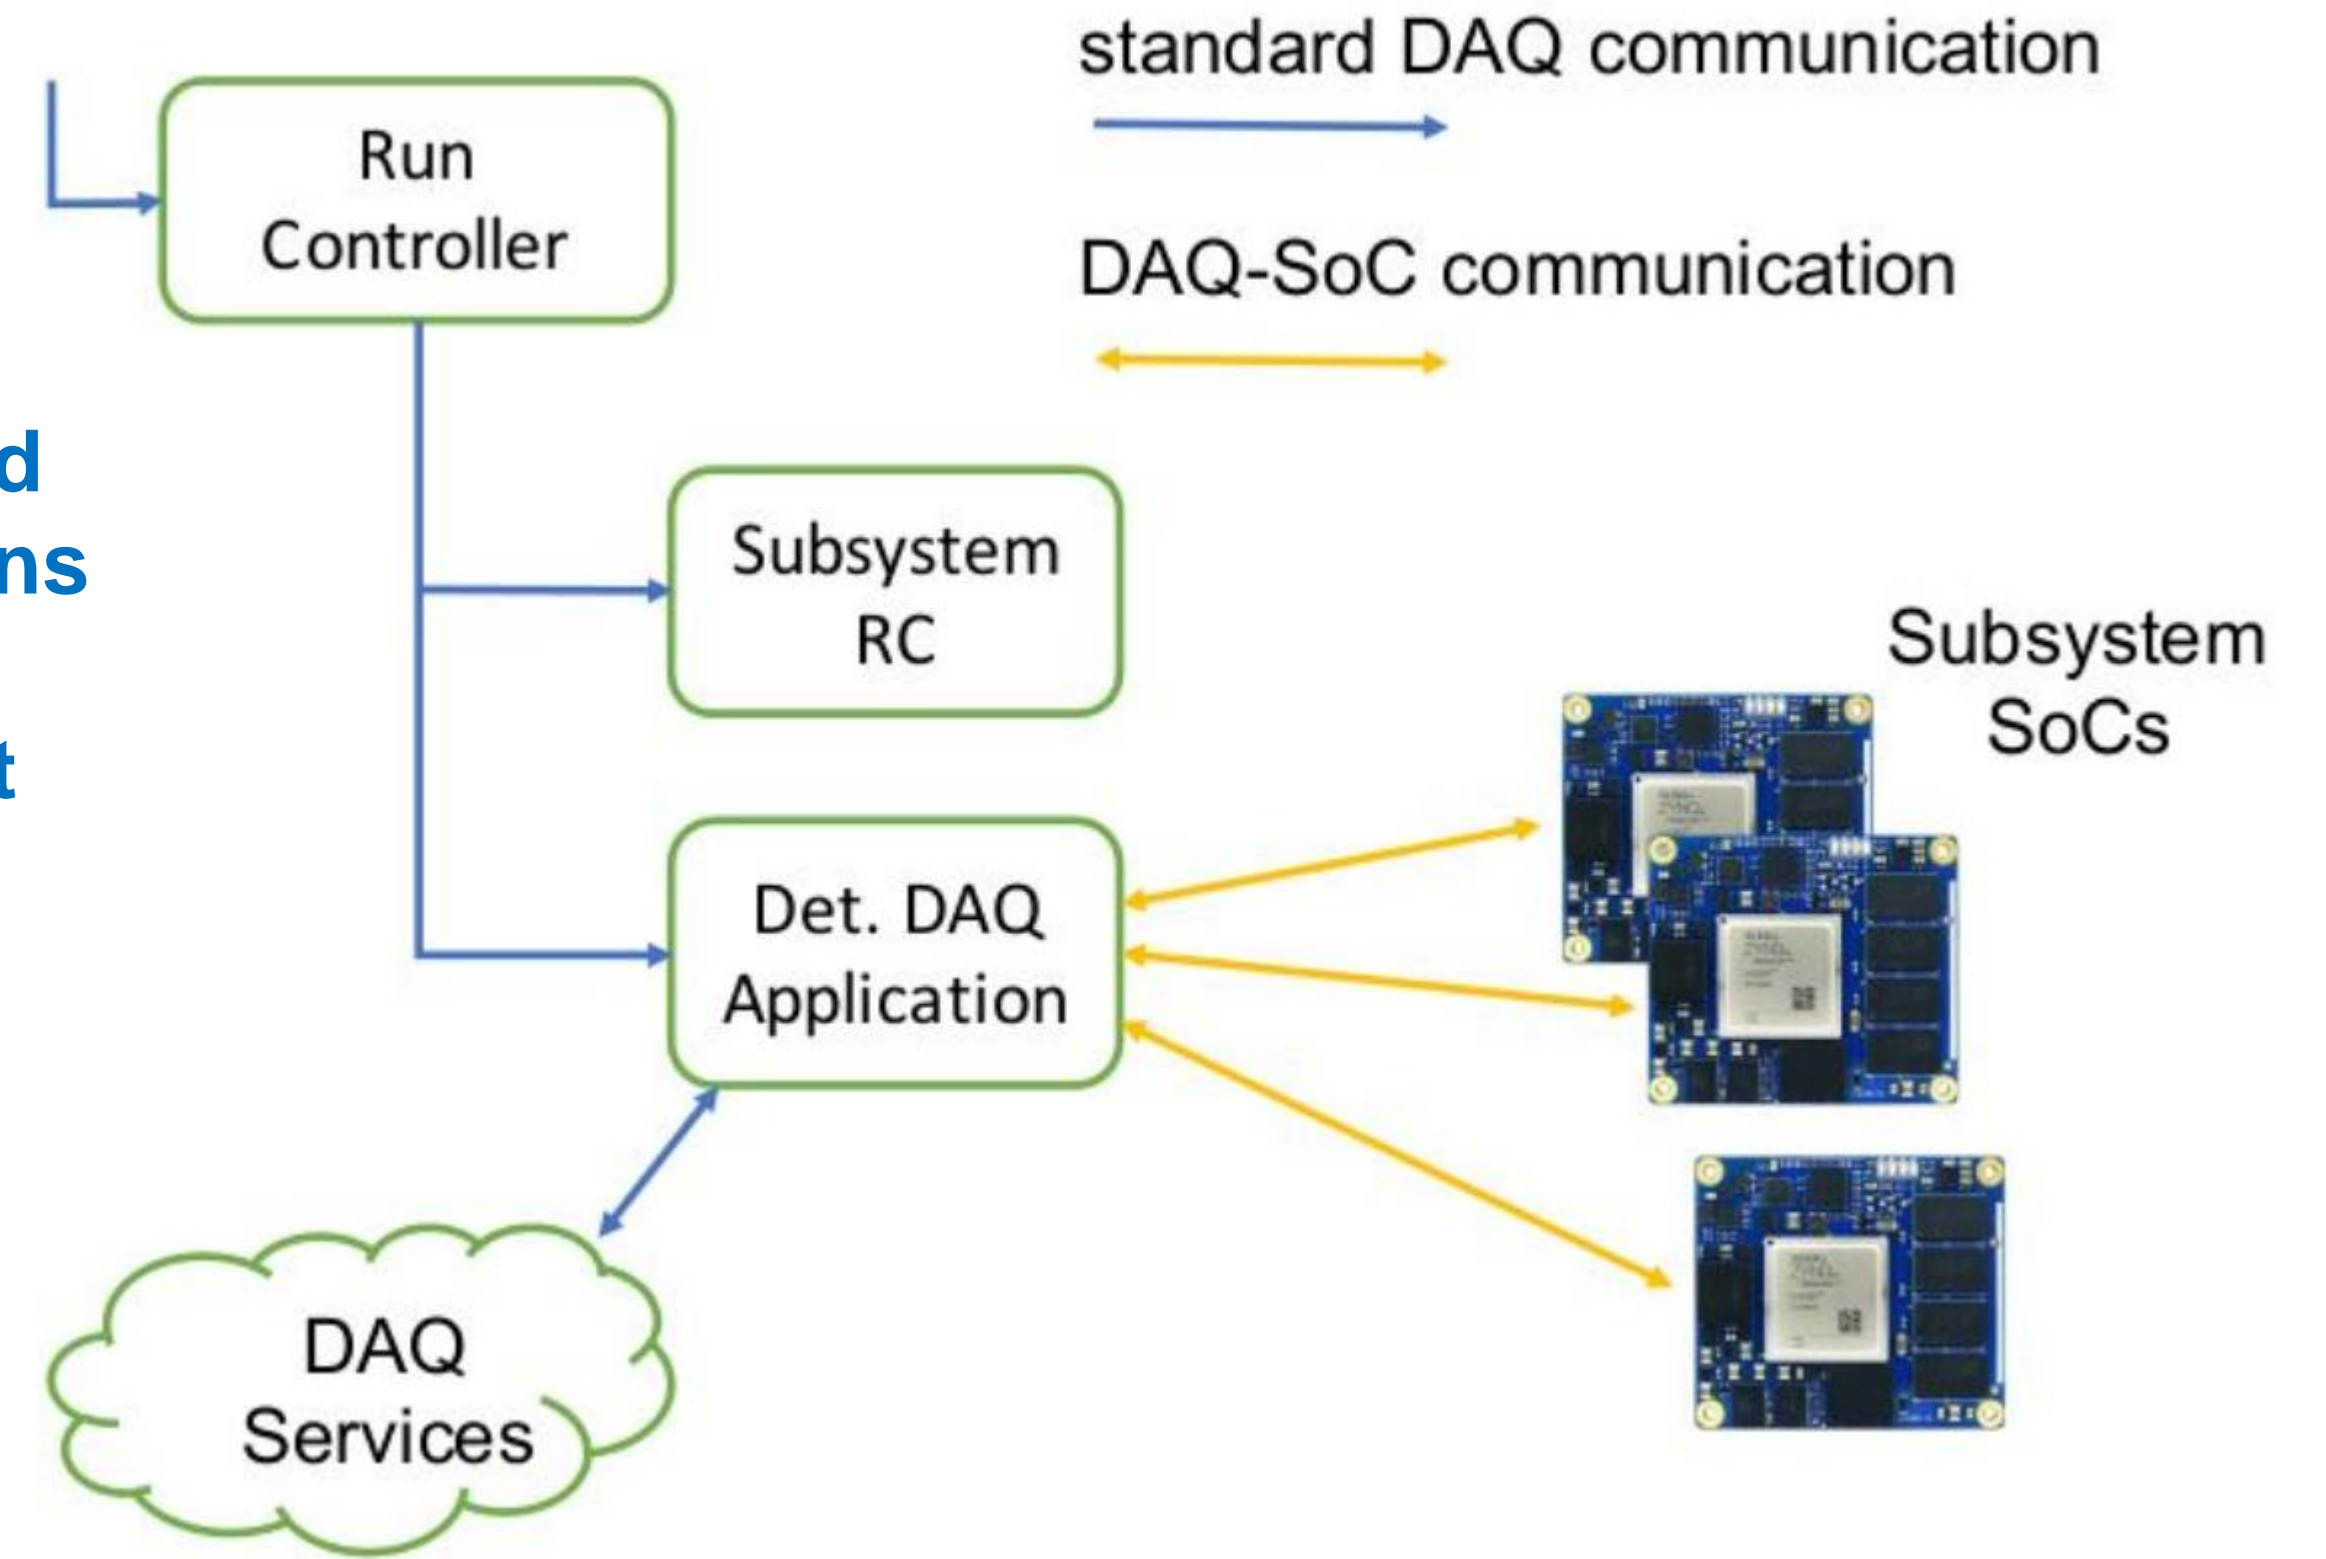 standard DAQ communication
Run
Controller
DAQ-SoC communication
d
ns
t
Subsystem
RC
Subsystem
SoCs
Det. DAQ
Application
DAQ
Services